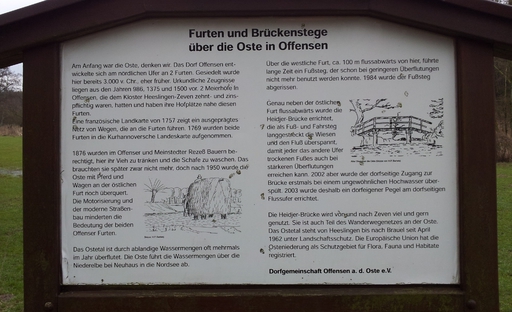 Furten und Brückenstege
über die Oste in Offensen
Am Anfang war die Oste, denken wir. Das Dorf Offensen ent-
wickelte sich am nordlichen Ufer an 2 Furten. Gesiedelt wurde
hier bereits 3.000 v. Chr., eher früher. Urkundliche Zeugnisse
liegen aus den Jahren 986, 1375 und 1500 vor. 2 Meierhöfe in
Offensen, die dem Kloster Heeslingen-Zeven zehnt- und zins-
pflichtig waren, hatten und haben ihre Hofplätze nahe diesen
Furten.
Eine französische Landkarte von 1757 zeigt ein ausgeprägtes
Netz von Wegen, die an die Furten führen. 1769 wurden beide
Furten in die Kurhannoversche Landeskarte aufgenommen.
1876 wurden im Offenser und Meinstedter Rezeß Bauern be-
rechtigt, hier ihr Vieh zu tränken und die Schafe zu waschen. Das
brauchten sie später zwar nicht mehr, doch nach 1950 wurde die
Oste mit Pferd und
Wagen an der östlichen
Furt noch überquert.
Die Motorisierung und
der moderne Straßen-
bau minderten die
Bedeutung der beiden
Offenser Furten.
Das Ostetal ist durch ablandige Wassermengen oft mehrmals
im Jahr überflutet. Die Oste führt die Wassermengen über die
Niederelbe bei Neuhaus in die Nordsee ab.
Über die westliche Furt, ca. 100 m flussabwärts von hier, führte
lange Zeit ein Fußsteg, der schon bei geringeren Überflutungen
nicht mehr benutzt werden konnte. 1984 wurde der Fußsteg
abgerissen.
Genau neben der östlichen
Furt flussabwärts wurde die
Heidjer-Brücke errichtet,
die als Fuß- und Fahrsteg
langgestreckt die Wiesen
und den Fluß überspannt,
damit jeder das andere Ufer
trockenen Fußes auch bei
stärkeren Überflutungen
erreichen kann. 2002 aber wurde der dorfseitige Zugang zur
Brücke erstmals bei einem ungewöhnlichen Hochwasser über-
spült. 2003 wurde deshalb ein dorfeigener Pegel am dorfseitigen
Flussufer errichtet.
Die Heidjer-Brücke wird vorgund nach Zeven viel und gern
genutzt. Sie ist auch Teil des Wanderwegenetzes an der Oste.
Das Ostetal steht von Heeslingen bis nach Brauel seit April
1962 unter Landschaftsschutz. Die Europäische Union hat die
Osteniederung als Schutzgebiet für Flora, Fauna und Habitate
registriert.
Dorfgemeinschaft Offensen a. d. Oste e.V.